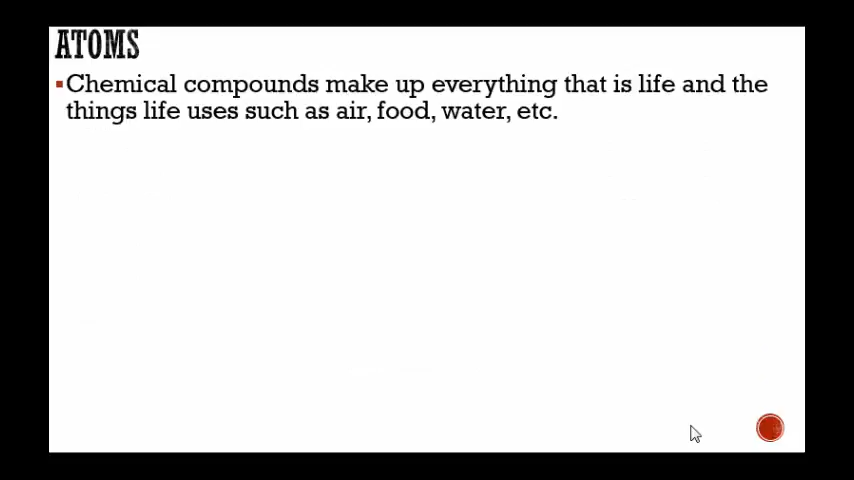 ATOMS
▪Chemical compounds make up everything that is life and the
things life uses such as air, food, water, etc.